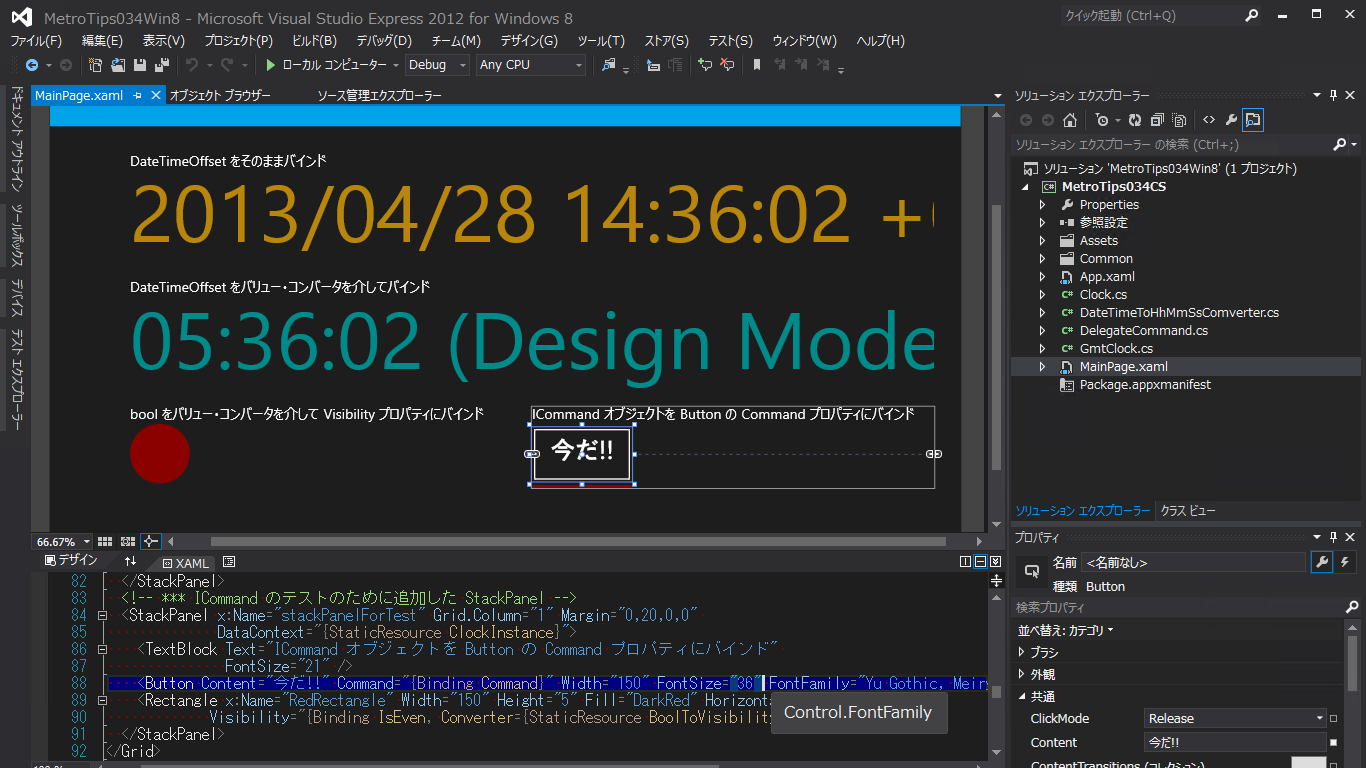 MetroTips034Win8 - Microsoft Visual Studio Express 2012 for Windows 8
クイック起動 (Ctrl+Q)
ファイル(F) 編集(E) 表示(V) プロジェクト(P) ビルド(B) デバッグ(D) チーム(M) デザイン(G) ツール(T) ストア(S) テスト(S) ウィンドウ(W) ヘルプ(H)
ローカル コンピューター Debug Any CPU
ドキュメント アウトライン
ツールボックス
デバイス
テスト エクスプローラー
MainPage.xaml オブジェクト ブラウザー ソース管理エクスプローラー
DateTimeOffset をそのままバインド
2013/04/28 14:36:02 +
DateTimeOffset をバリュー・コンバータを介してバインド
05:36:02 (Design Mode
bool をバリュー・コンバータを介して Visibility プロパティにバインド
ICommand オブジェクトを Button の Command プロパティにバインド
今だ!!
66.67%
デザイン XAML
82 </StackPanel>
83 <!-- *** ICommand のテストのために追加した StackPanel -->
84 <StackPanel x:Name="stackPanelForTest" Grid.Column="1" Margin="0,20,0,0"
85 DataContext="{StaticResource ClockInstance}">
86 <TextBlock Text="ICommand オブジェクトを Button の Command プロパティにバインド"
87 FontSize="21" />
88 <Button Content="今だ!!" Command="{Binding Command}" Width="150" FontSize="36" FontFamily="Yu Gothic, Meir
89 <Rectangle x:Name="RedRectangle" Width="150" Height="5" Fill="DarkRed" Horizont
90 Visibility="{Binding IsEven, Converter={StaticResource BoolToVisibility
91 </StackPanel>
92 </Grid>
Control.FontFamily
ソリューション エクスプローラー
ソリューション エクスプローラー の検索 (Ctrl+;)
ソリューション 'MetroTips034Win8' (1 プロジェクト)
MetroTips034CS
Properties
参照設定
Assets
Common
App.xaml
Clock.cs
DateTimeToHhMmSsComverter.cs
DelegateCommand.cs
GmtClock.cs
MainPage.xaml
Package.appxmanifest
ソリューション エクスプローラー クラス ビュー
プロパティ
名前 <名前なし>
種類 Button
検索プロパティ
並べ替え: カテゴリ
ブラシ
外観
共通
ClickMode Release
Content 今だ!!
ContentTransitions (コレクション)